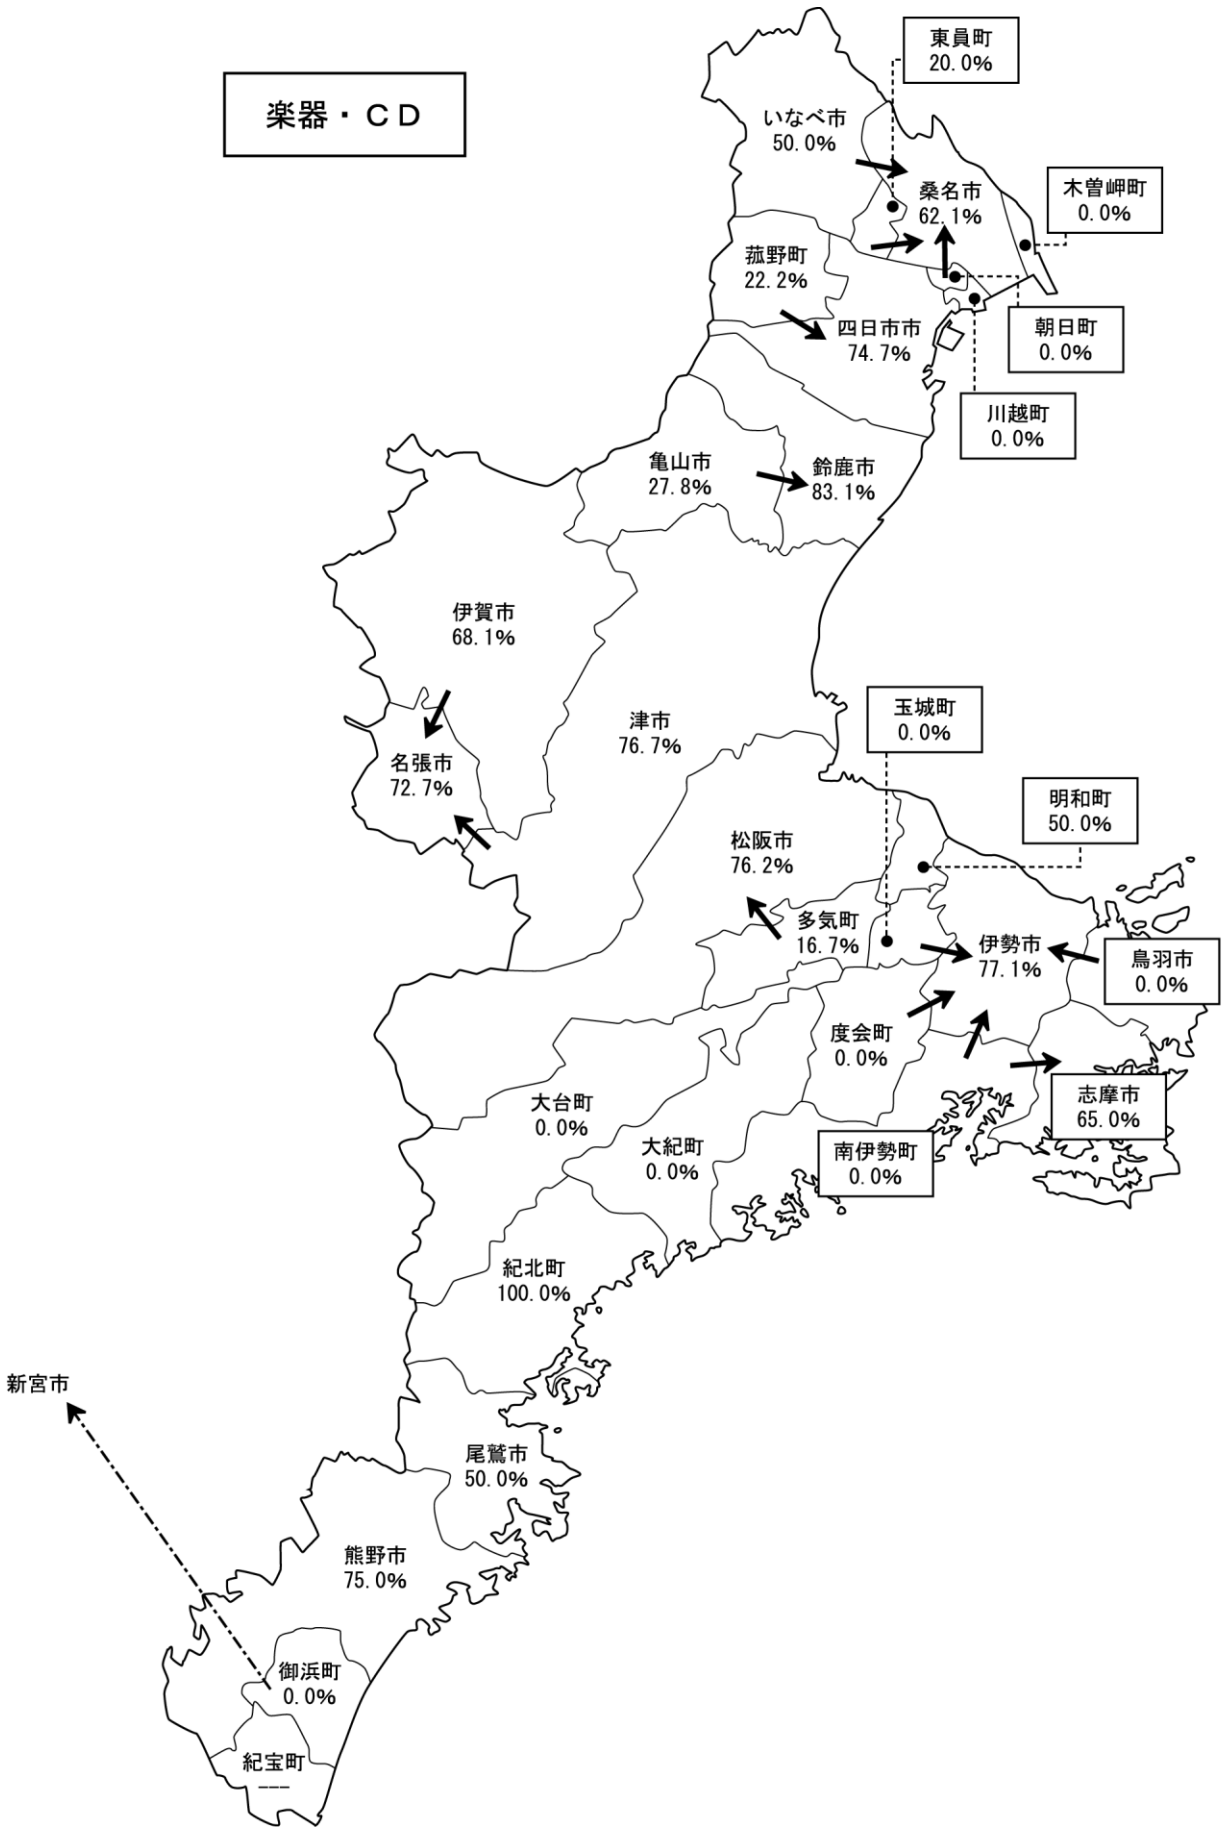 楽器・ＣＤ
東員町
20.0%
いなべ市
50.0%
桑名市
62.1%
木曽岬町
0.0%
菰野町
22.2%
四日市市
74.7%
朝日町
0.0%
川越町
0.0%
亀山市
27.8%
鈴鹿市
83.1%
伊賀市
68.1%
津市
76.7%
玉城町
0.0%
名張市
72.7%
明和町
50.0%
松阪市
76.2%
多気町
16.7%
伊勢市
77.1%
鳥羽市
0.0%
度会町
0.0%
志摩市
65.0%
大台町
0.0%
大紀町
0.0%
南伊勢町
0.0%
紀北町
100.0%
新宮市
尾鷲市
50.0%
熊野市
75.0%
御浜町
0.0%
紀宝町
---